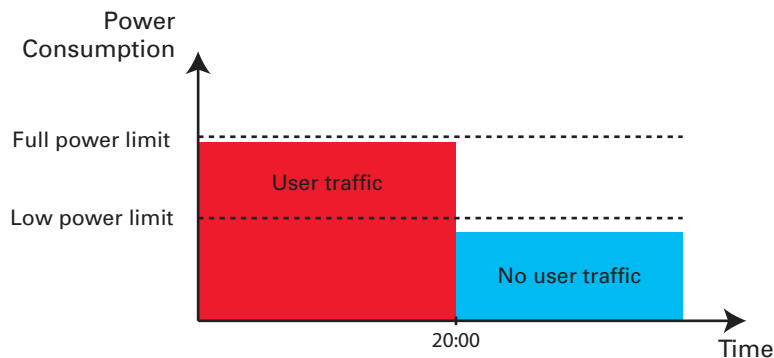 Power
Consumption
Full power limit
User traffic
Low power limit
No user traffic
20:00
Time